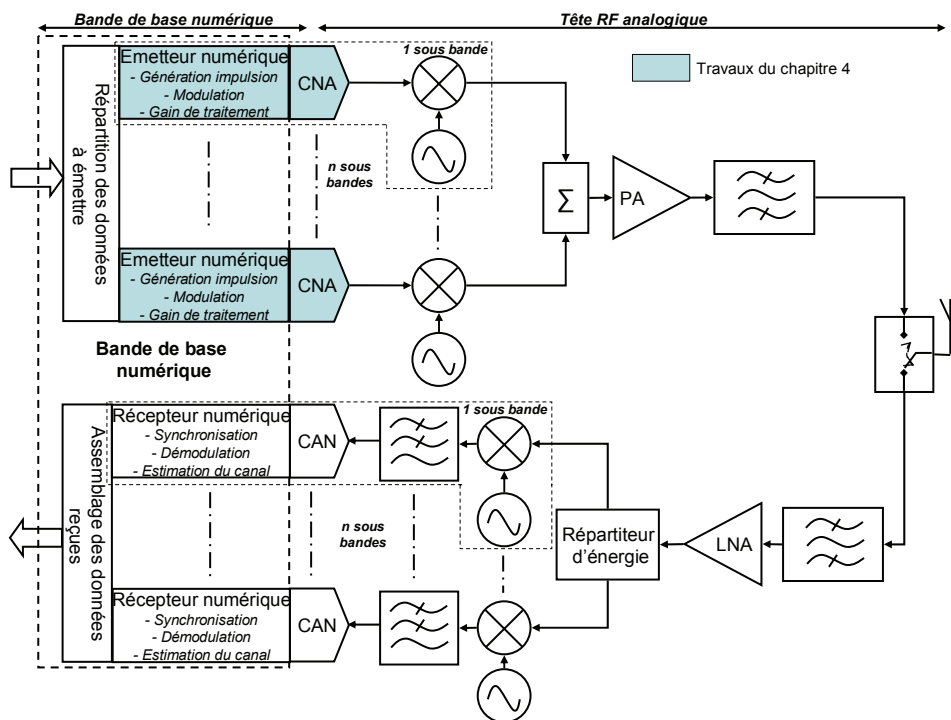 Bande de base numérique
Tête RF analogique
Répartition des données
à émettre
Emetteur numérique
- Génération impulsion
- Modulation
- Gain de traitement
CNA
1 sous bande
Travaux du chapitre 4
n sous
bandes
Σ
PA
Emetteur numérique
- Génération impulsion
- Modulation
- Gain de traitement
CNA
Bande de base
numérique
Assemblage des données
reçues
Récepteur numérique
- Synchronisation
- Démodulation
- Estimation du canal
CAN
1 sous bande
n sous
bandes
Répartiteur
d'énergie
LNA
Récepteur numérique
- Synchronisation
- Démodulation
- Estimation du canal
CAN